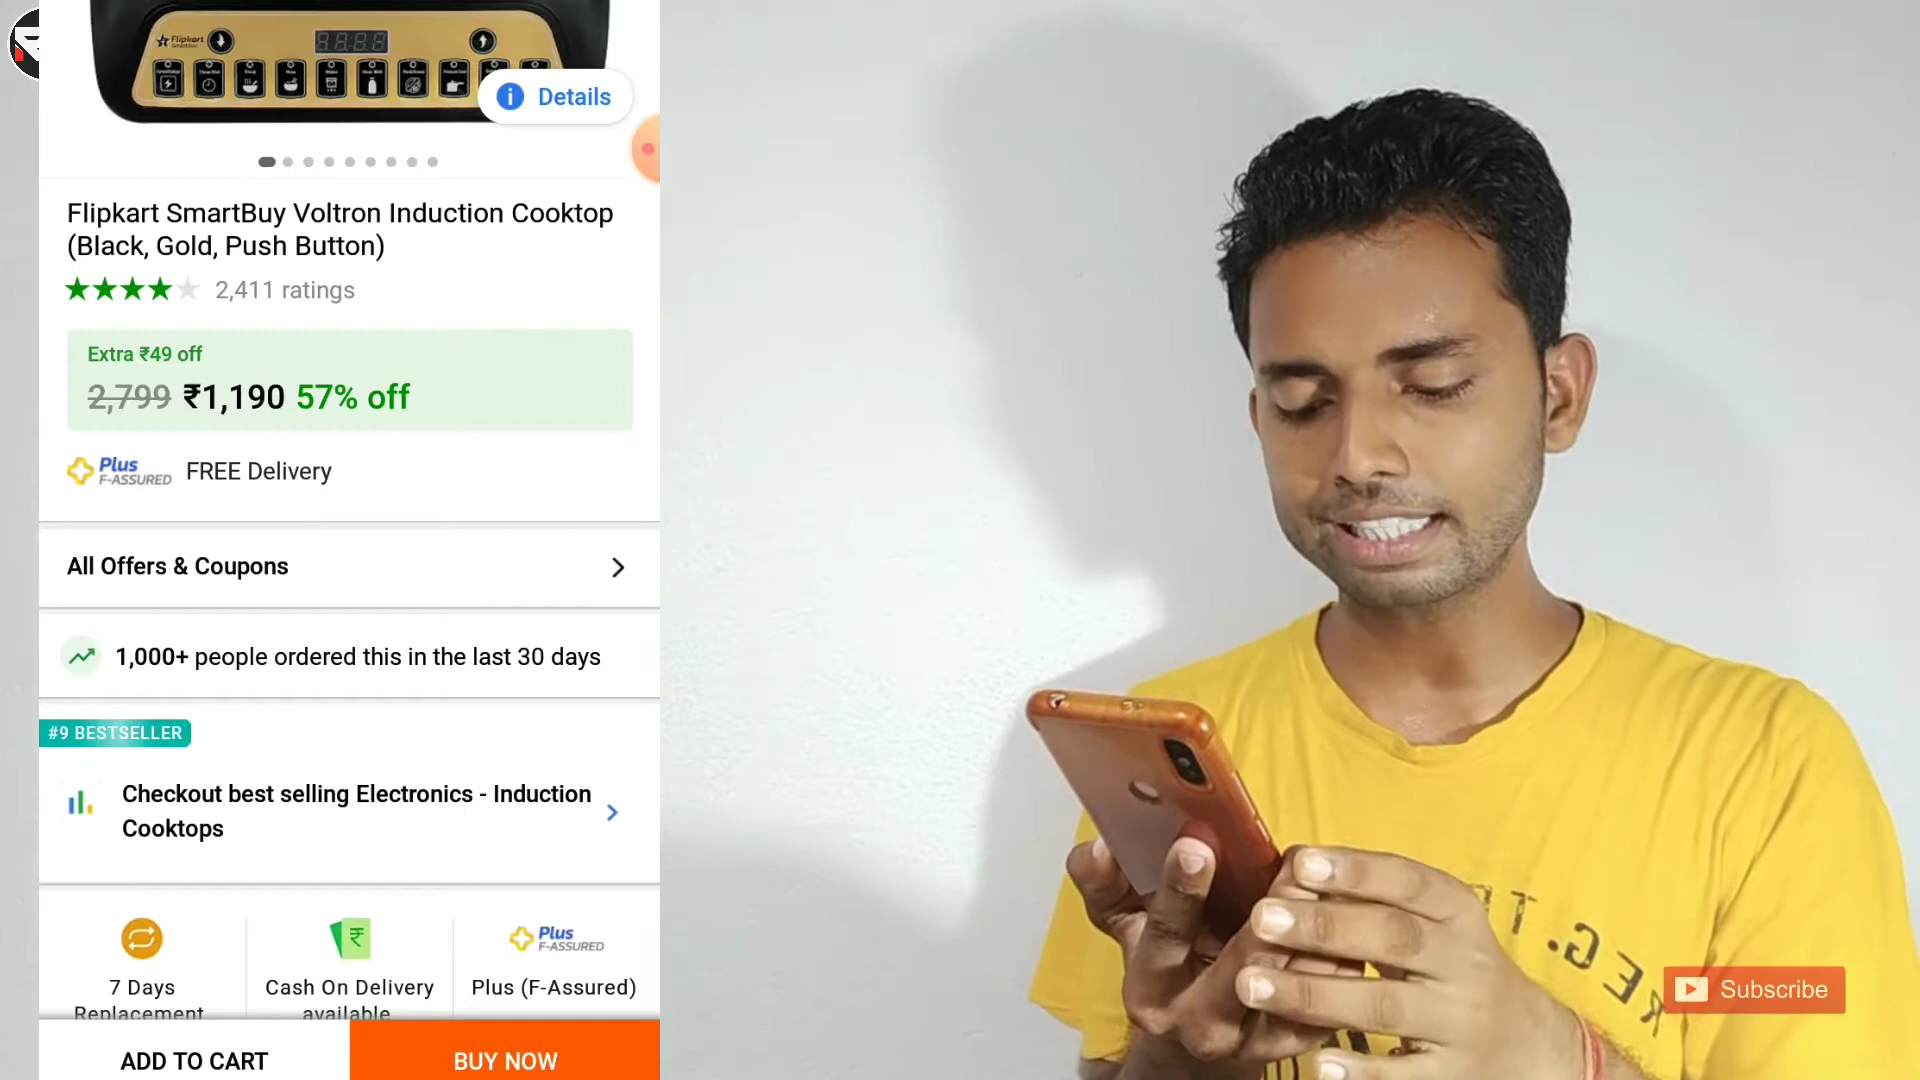 Flipkart
SmartBuy
Details
Flipkart SmartBuy Voltron Induction Cooktop
(Black, Gold, Push Button)
2,411 ratings
Extra ₹49 off
2,799 ₹1,190 57% off
Plus
F-ASSURED
FREE Delivery
All Offers & Coupons
1,000+ people ordered this in the last 30 days
#9 BESTSELLER
Checkout best selling Electronics - Induction
Cooktops
7 Days
Replacement
Cash On Delivery
available
Plus
F-ASSURED
Plus (F-Assured)
ADD TO CART
BUY NOW
REG. T
Subscribe